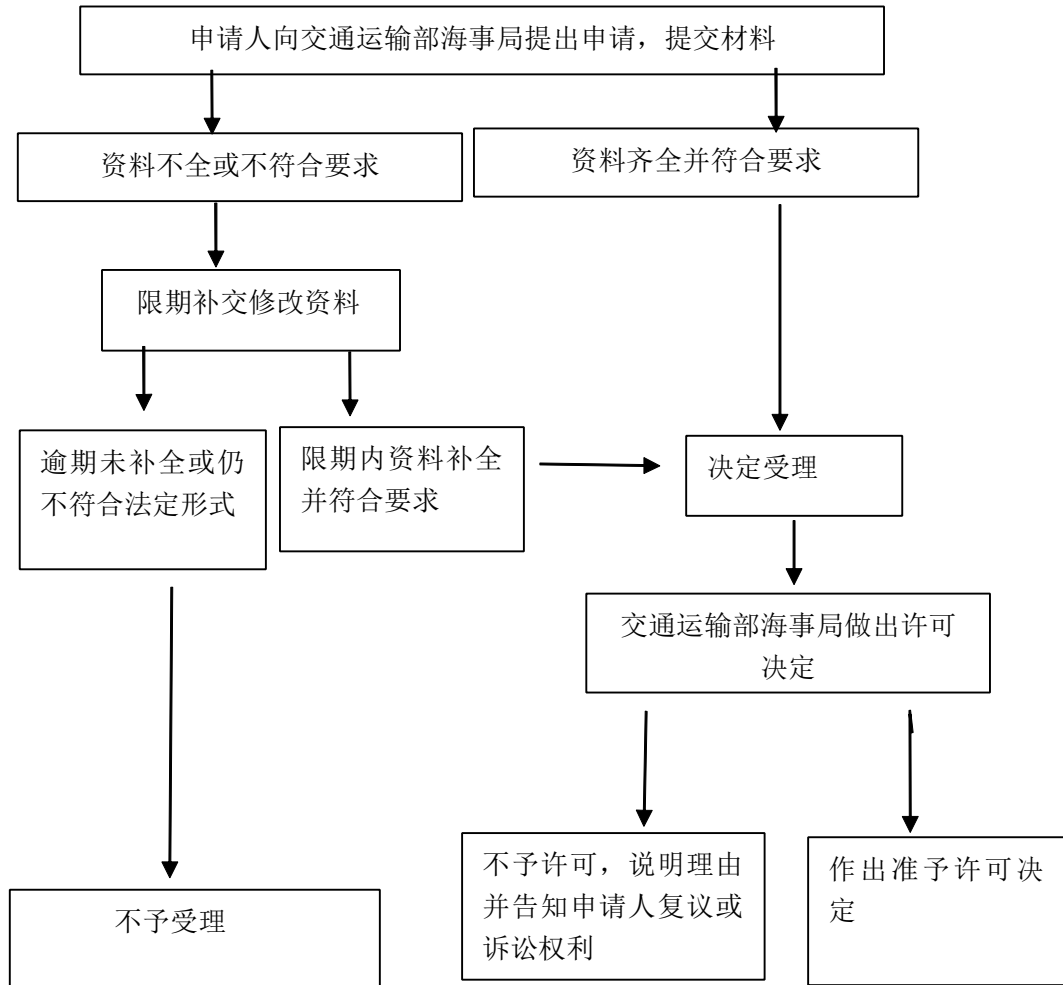 申请人向交通运输部海事局提出申请，提交材料
资料不全或不符合要求
资料齐全并符合要求
限期补交修改资料
逾期未补全或仍
不符合法定形式
限期内资料补全
并符合要求
决定受理
交通运输部海事局做出许可
决定
不予许可，说明理由
并告知申请人复议或
诉讼权利
作出准予许可决
定
不予受理